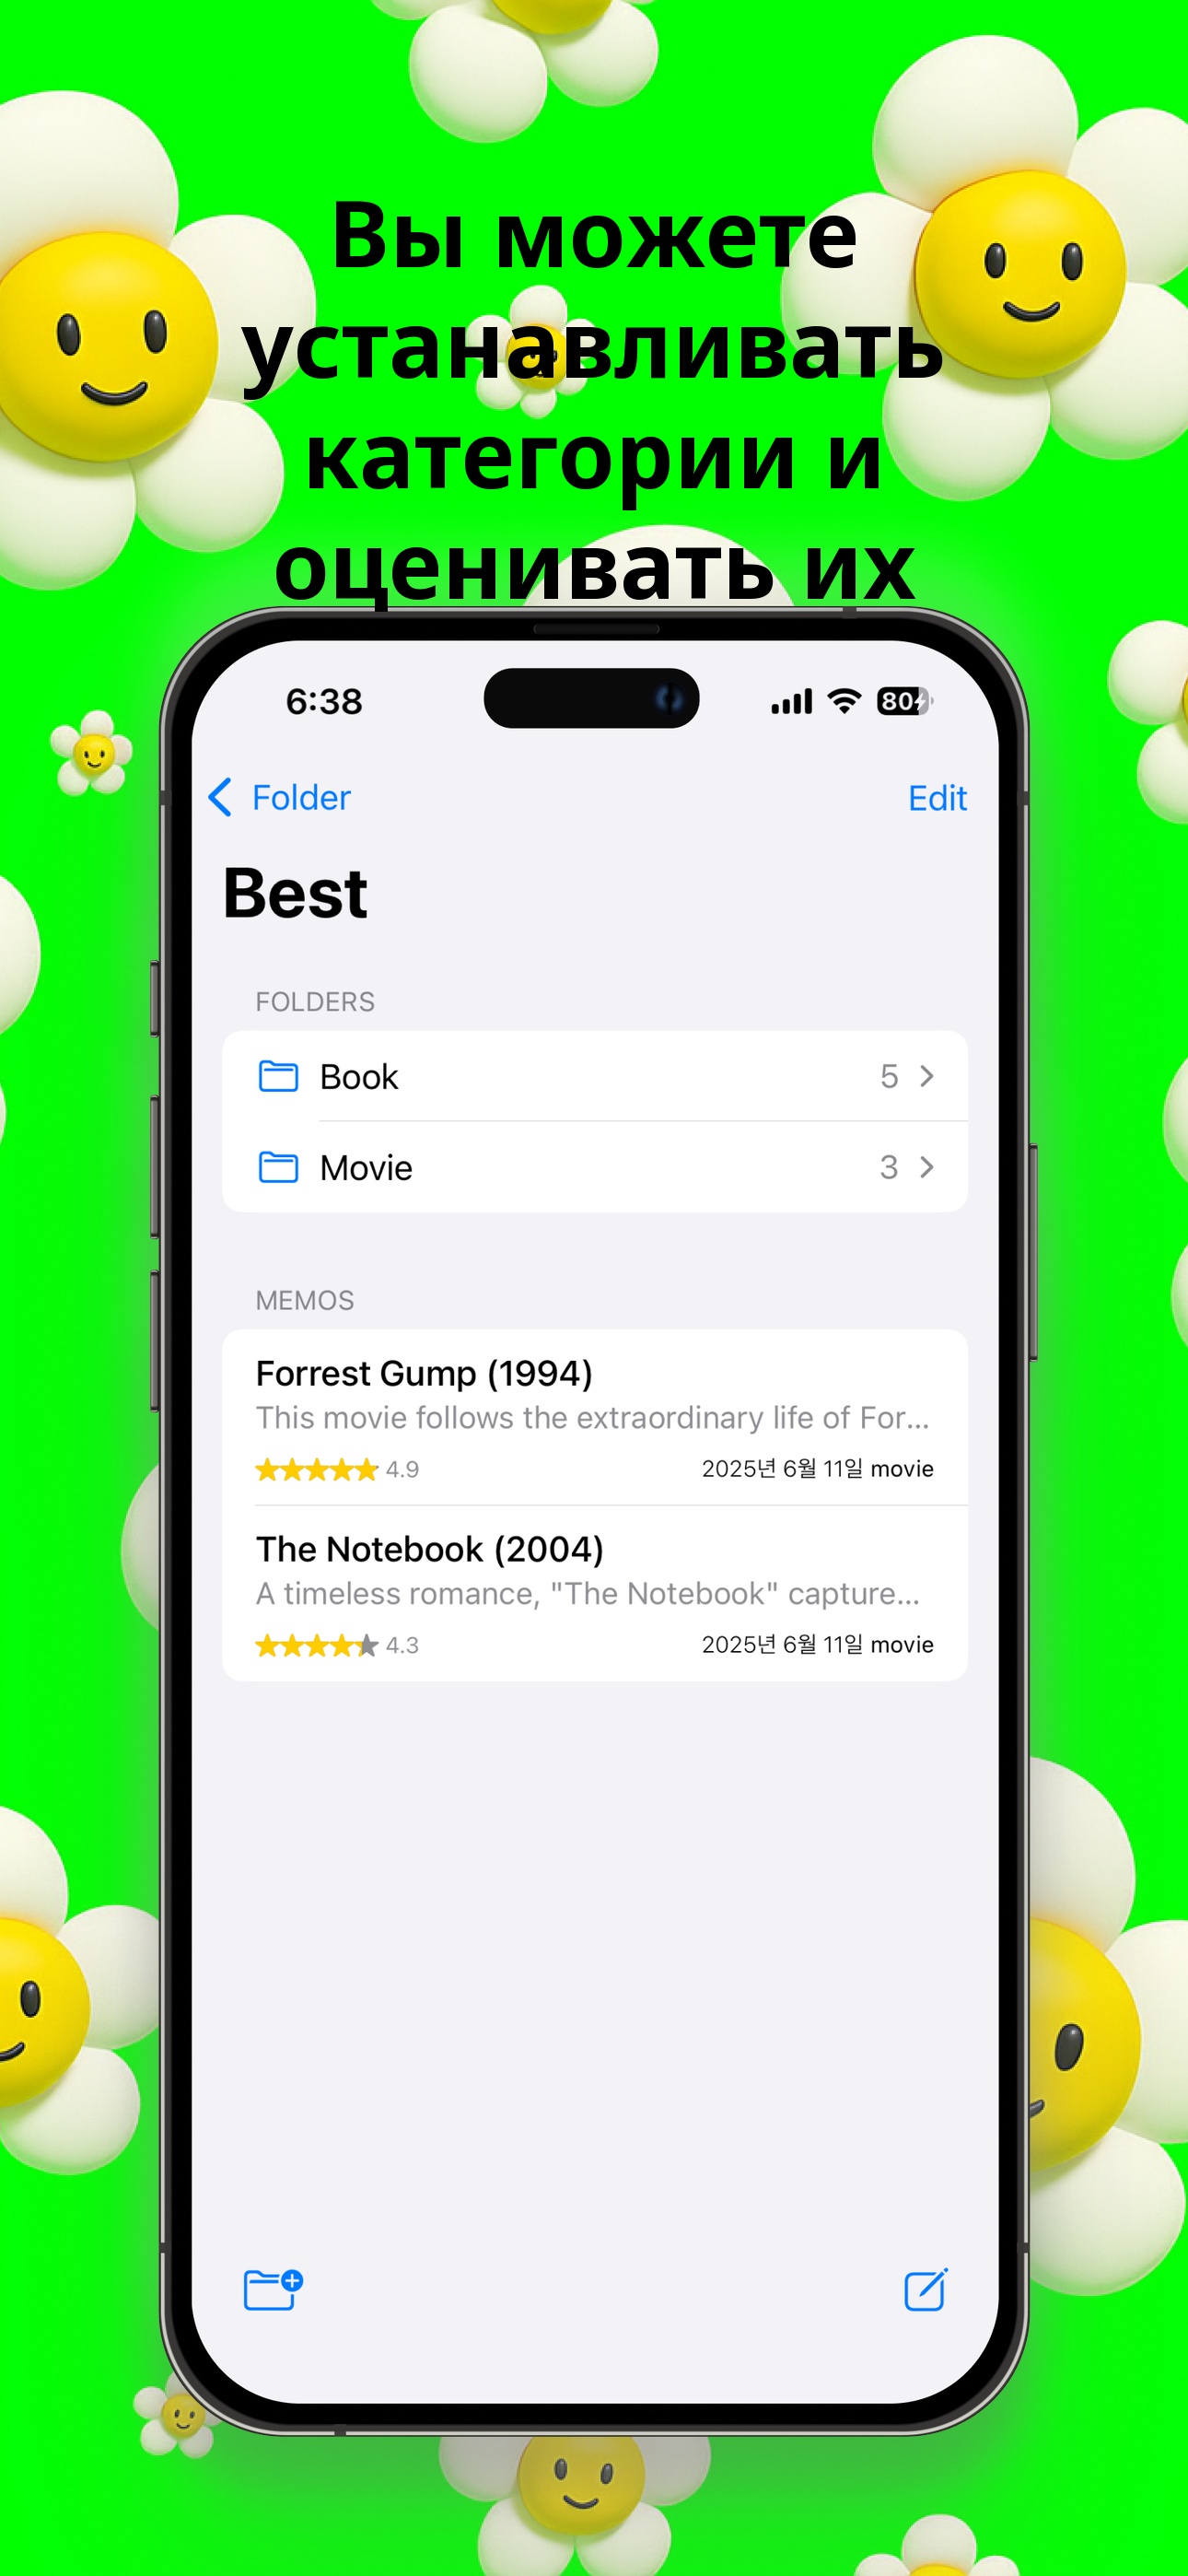 Вы можете
устанавливать
категории и
оценивать их
6:38
80
Folder
Edit
Best
FOLDERS
Book 5
Movie 3
MEMOS
Forrest Gump (1994)
This movie follows the extraordinary life of For...
4.9 2025년 6월 11일 movie
The Notebook (2004)
A timeless romance, "The Notebook" capture...
4.3 2025년 6월 11일 movie